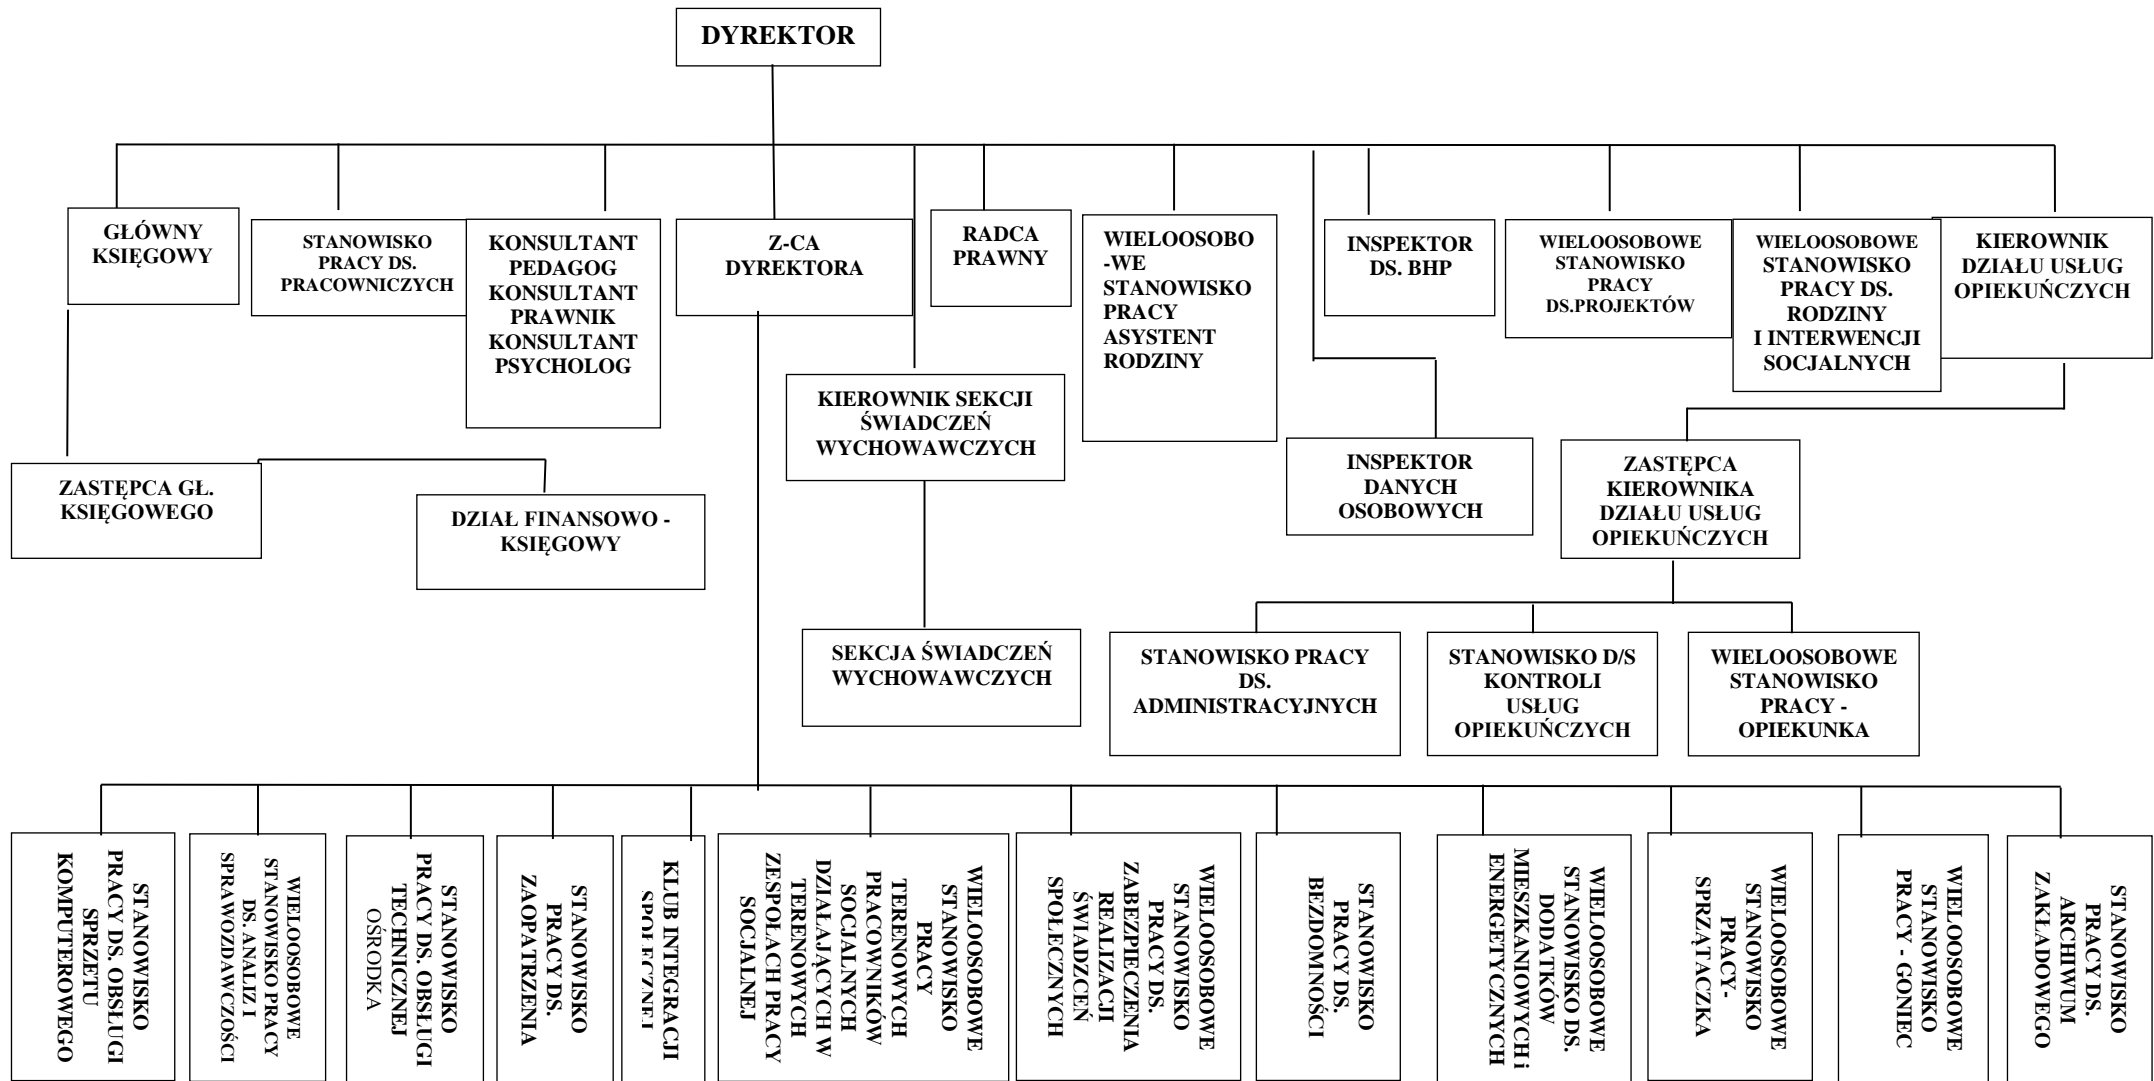 DYREKTOR
GŁÓWNY
KSIĘGOWY
STANOWISKO
PRACY DS.
PRACOWNICZYCH
KONSULTANT
PEDAGOG
KONSULTANT
PRAWNIK
KONSULTANT
PSYCHOLOG
Z-CA
DYREKTORA
RADCA
PRAWNY
WIELOOSOBO
-WE
STANOWISKO
PRACY
ASYSTENT
RODZINY
INSPEKTOR
DS. BHP
WIELOOSOBOWE
STANOWISKO
PRACY
DS.PROJEKTÓW
WIELOOSOBOWE
STANOWISKO
PRACY DS.
RODZINY
I INTERWENCJI
SOCJALNYCH
KIEROWNIK
DZIAŁU USŁUG
OPIEKUŃCZYCH
KIEROWNIK SEKCJI
ŚWIADCZEŃ
WYCHOWAWCZYCH
ZASTĘPCA GŁ.
KSIĘGOWEGO
DZIAŁ FINANSOWO -
KSIĘGOWY
INSPEKTOR
DANYCH
OSOBOWYCH
ZASTĘPCA
KIEROWNIKA
DZIAŁU USŁUG
OPIEKUŃCZYCH
SEKCJA ŚWIADCZEŃ
WYCHOWAWCZYCH
STANOWISKO PRACY
DS.
ADMINISTRACYJNYCH
STANOWISKO D/S
KONTROLI
USŁUG
OPIEKUŃCZYCH
WIELOOSOBOWE
STANOWISKO
PRACY -
OPIEKUNKA
STANOWISKO
PRACY DS. OBSŁUGI
SPRZETU
KOMPUTEROWEGO
WIELOOSOBOWE
STANOWISKO PRACY
DS. ANALIZ I
SPRAWOZIDAWCZOŚCI
STANOWISKO
PRACY DS. OBSŁUGI
TECHNICZNEJ
OŚRODKA
STANOWISKO
PRACY DS.
ZAOPATRZENIA
KLUB INTEGRACJI
SPOŁECZNEJ
WIELOOSOBOWE
STANOWISKO
PRACY
TERENOWYCH
PRACOWNIKÓW
SOCJALNYCH
DZIAŁAJĄCYCH W
TERENOWYCH
ZESPOŁACH PRACY
SOCJALNEJ
WIELOOSOBOWE
STANOWISKO
PRACY DS.
ZABEZPIECZENIA
REALIZACJI
ŚWIADZCEŃ
SPOŁECZNYCH
STANOWISKO
PRACY DS.
BEZDOMNOŚCI
WIELOOSOBOWE
STANOWISKO DS.
DODATKÓW
MIESZKANIOWYCH i
ENERGETYCZNYCH
WIELOOSOBOWE
STANOWISKO
PRACY-
SPRZĄTACZKA
WIELOOSOBOWE
STANOWISKO
PRACY - GONIEC
STANOWISKO
PRACY DS.
ARCHIWUM
ZAKŁADOWEGO